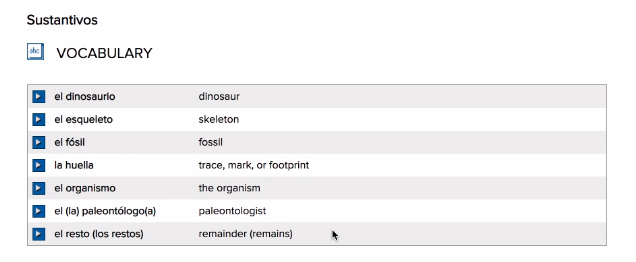 Sustantivos
abc VOCABULARY
el dinosaurio dinosaur
el esqueleto skeleton
el fósil fossil
la huella trace, mark, or footprint
el organismo the organism
el (la) paleontólogo(a) paleontologist
el resto (los restos) remainder (remains)